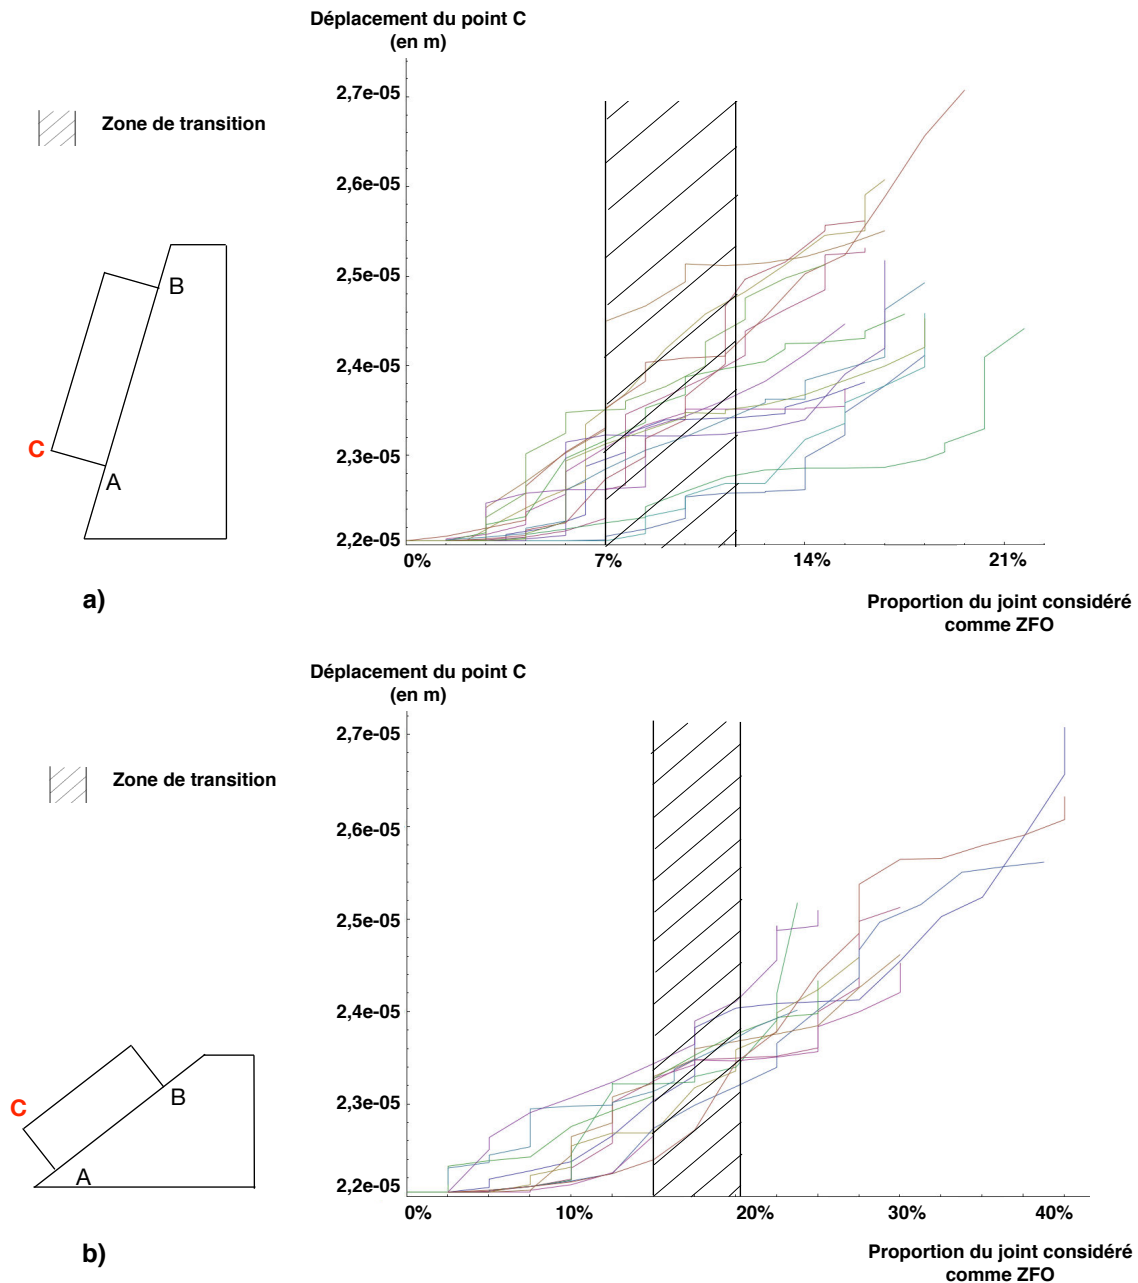 Déplacement du point C
(en m)
2,7e-05
Zone de transition
2,6e-05
B
2,5e-05
2,4e-05
C
2,3e-05
A
2,2e-05
0% 7% 14% 21%
a)
Proportion du joint considéré
comme ZFO
Déplacement du point C
(en m)
2,7e-05
Zone de transition
2,6e-05
2,5e-05
2,4e-05
B
C
2,3e-05
A
2,2e-05
0% 10% 20% 30% 40%
b)
Proportion du joint considéré
comme ZFO